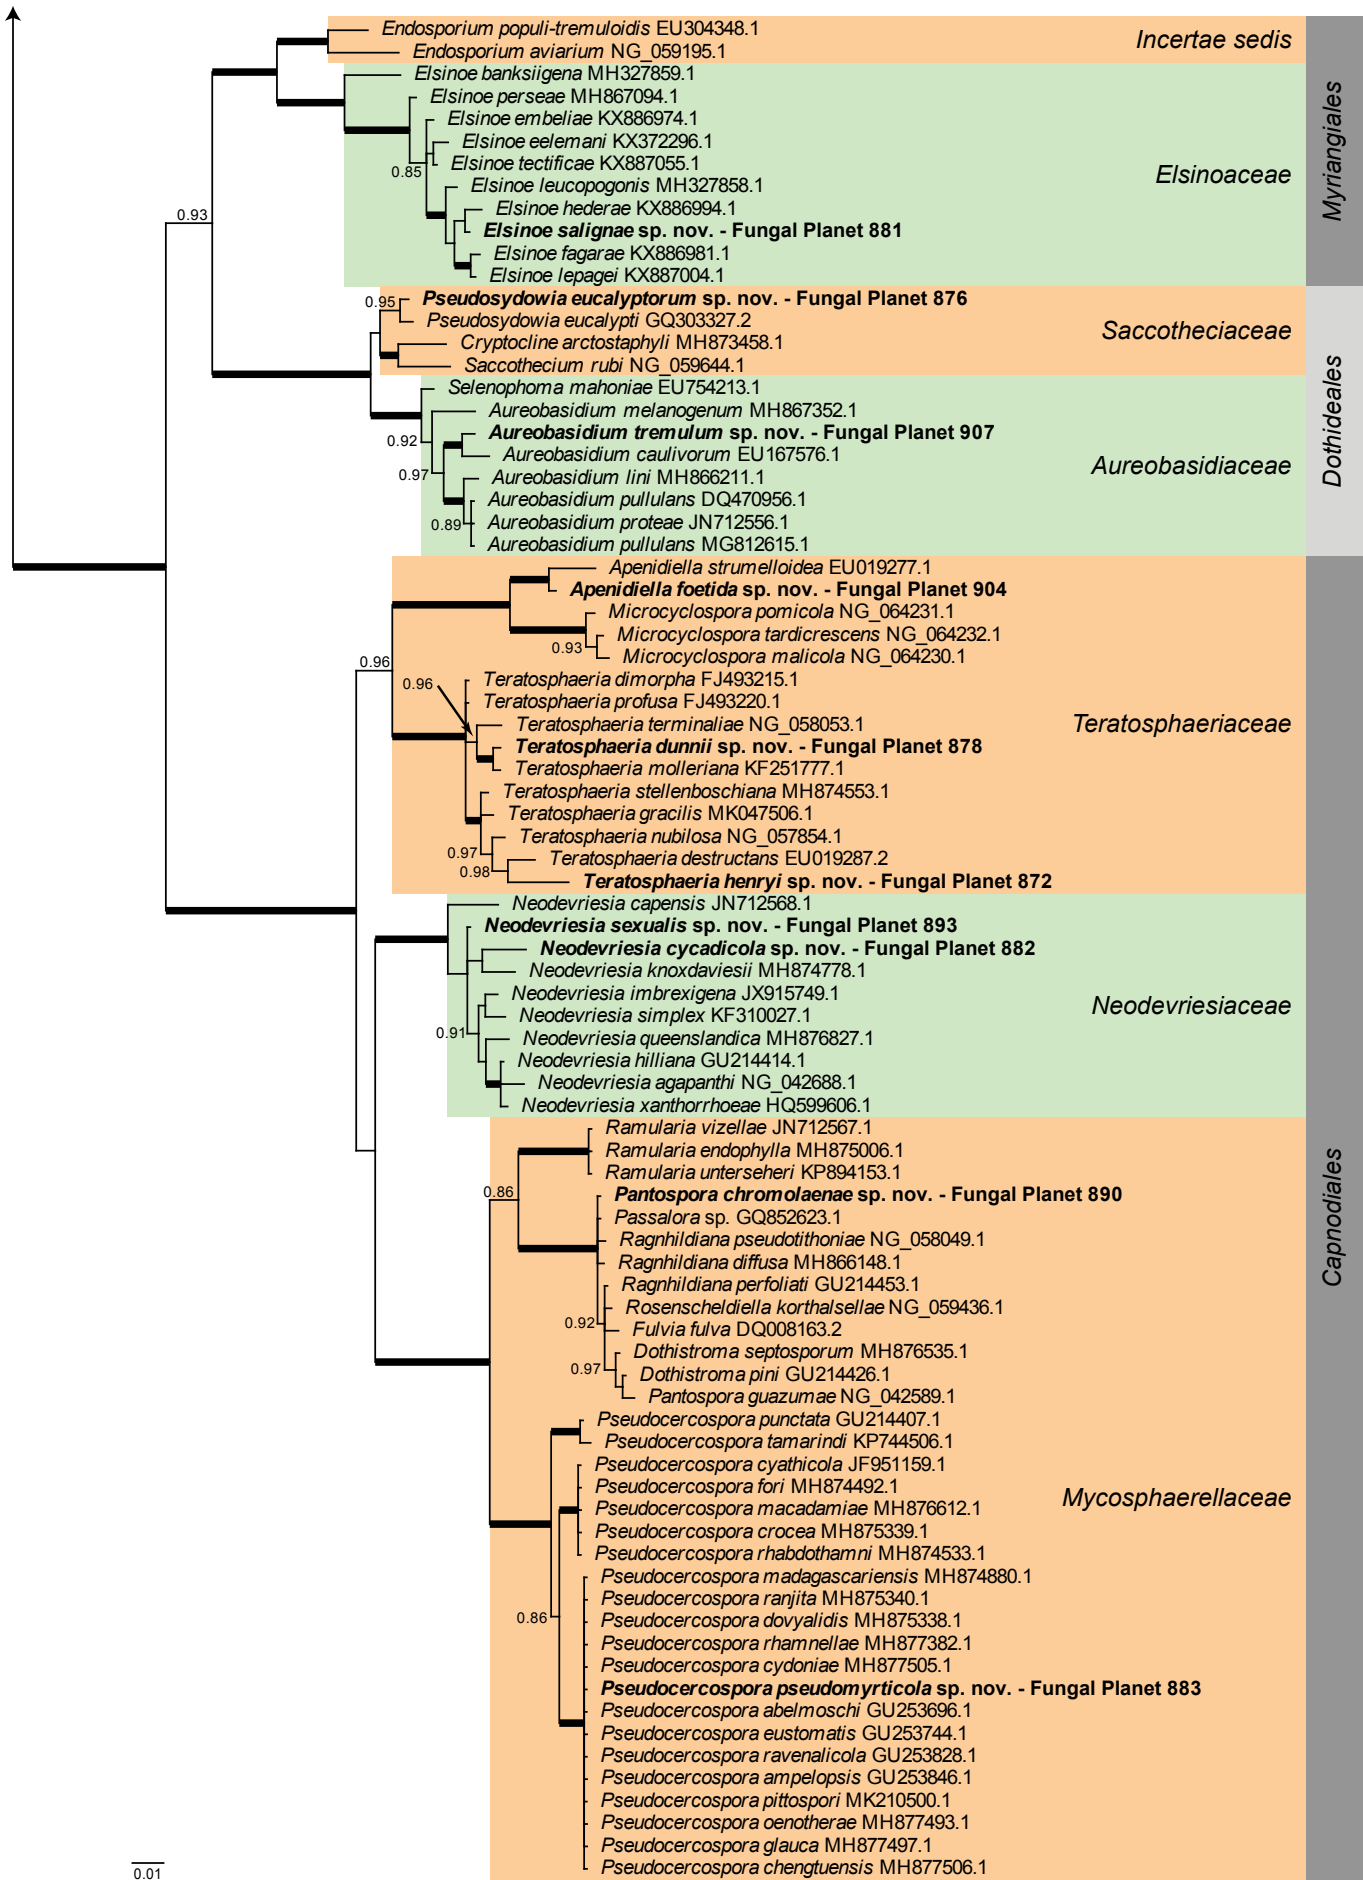 Endosporium populi-tremuloidis EU304348.1
Endosporium aviarium NG_059195.1
Incertae sedis
Elsinoe banksiigena MH327859.1
Elsinoe perseae MH867094.1
Elsinoe embeliae KX886974.1
Elsinoe eelemani KX372296.1
Elsinoe tectificae KX887055.1
0.85
Elsinoe leucopogonis MH327858.1
Elsinoe hederae KX886994.1
Elsinoe salignae sp. nov. - Fungal Planet 881
Elsinoe fagarae KX886981.1
Elsinoe lepagei KX887004.1
Elsinoaceae
Myriangiales
0.93
0.95
Pseudosydowia eucalyptorum sp. nov. - Fungal Planet 876
Pseudosydowia eucalypti GQ303327.2
Cryptocline arctostaphyli MH873458.1
Saccothecium rubi NG_059644.1
Saccotheciaceae
Selenophoma mahoniae EU754213.1
Aureobasidium melanogenum MH867352.1
0.92
Aureobasidium tremulum sp. nov. - Fungal Planet 907
Aureobasidium caulivorum EU167576.1
0.97
Aureobasidium lini MH866211.1
Aureobasidium pullulans DQ470956.1
0.89
Aureobasidium proteae JN712556.1
Aureobasidium pullulans MG812615.1
Aureobasidiaceae
Dothideales
Apenidiella strumelloidea EU019277.1
Apenidiella foetida sp. nov. - Fungal Planet 904
Microcyclospora pomicola NG_064231.1
Microcyclospora tardicrescens NG_064232.1
0.93
Microcyclospora malicola NG_064230.1
0.96
0.96
Teratosphaeria dimorpha FJ493215.1
Teratosphaeria profusa FJ493220.1
Teratosphaeria terminaliae NG_058053.1
Teratosphaeria dunnii sp. nov. - Fungal Planet 878
Teratosphaeria molleriana KF251777.1
Teratosphaeria stellenboschiana MH874553.1
Teratosphaeria gracilis MK047506.1
Teratosphaeria nubilosa NG_057854.1
0.97
Teratosphaeria destructans EU019287.2
0.98
Teratosphaeria henryi sp. nov. - Fungal Planet 872
Teratosphaeriaceae
Neodevriesia capensis JN712568.1
Neodevriesia sexualis sp. nov. - Fungal Planet 893
Neodevriesia cycadicola sp. nov. - Fungal Planet 882
Neodevriesia knoxdaviesii MH874778.1
Neodevriesia imbrexigena JX915749.1
Neodevriesia simplex KF310027.1
0.91
Neodevriesia queenslandica MH876827.1
Neodevriesia hilliana GU214414.1
Neodevriesia agapanthi NG_042688.1
Neodevriesia xanthorrhoeae HQ599606.1
Neodevriesiaceae
Capnodiales
Ramularia vizellae JN712567.1
Ramularia endophylla MH875006.1
Ramularia unterseheri KP894153.1
0.86
Pantospora chromolaenae sp. nov. - Fungal Planet 890
Passalora sp. GQ852623.1
Ragnhildiana pseudotithoniae NG_058049.1
Ragnhildiana diffusa MH866148.1
Ragnhildiana perfoliati GU214453.1
Rosenscheldiella korthalsellae NG_059436.1
0.92
Fulvia fulva DQ008163.2
Dothistroma septosporum MH876535.1
0.97
Dothistroma pini GU214426.1
Pantospora guazumae NG_042589.1
Pseudocercospora punctata GU214407.1
Pseudocercospora tamarindi KP744506.1
Pseudocercospora cyathicola JF951159.1
Pseudocercospora fori MH874492.1
Pseudocercospora macadamiae MH876612.1
Pseudocercospora crocea MH875339.1
Pseudocercospora rhabdothamni MH874533.1
Mycosphaerellaceae
Pseudocercospora madagascariensis MH874880.1
Pseudocercospora ranjita MH875340.1
0.86
Pseudocercospora dovyalidis MH875338.1
Pseudocercospora rhamnellae MH877382.1
Pseudocercospora cydoniae MH877505.1
Pseudocercospora pseudomyrticola sp. nov. - Fungal Planet 883
Pseudocercospora abelmoschi GU253696.1
Pseudocercospora eustomatis GU253744.1
Pseudocercospora ravenalicola GU253828.1
Pseudocercospora ampelopsis GU253846.1
Pseudocercospora pittospori MK210500.1
Pseudocercospora oenotherae MH877493.1
Pseudocercospora glauca MH877497.1
Pseudocercospora chengtuensis MH877506.1
0.01